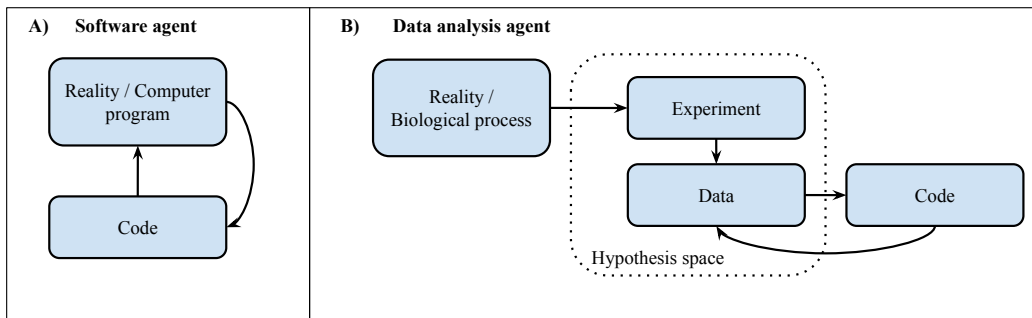 A) Software agent
Reality / Computer
program
Code
B) Data analysis agent
Reality /
Biological process
Experiment
Data
Code
Hypothesis space